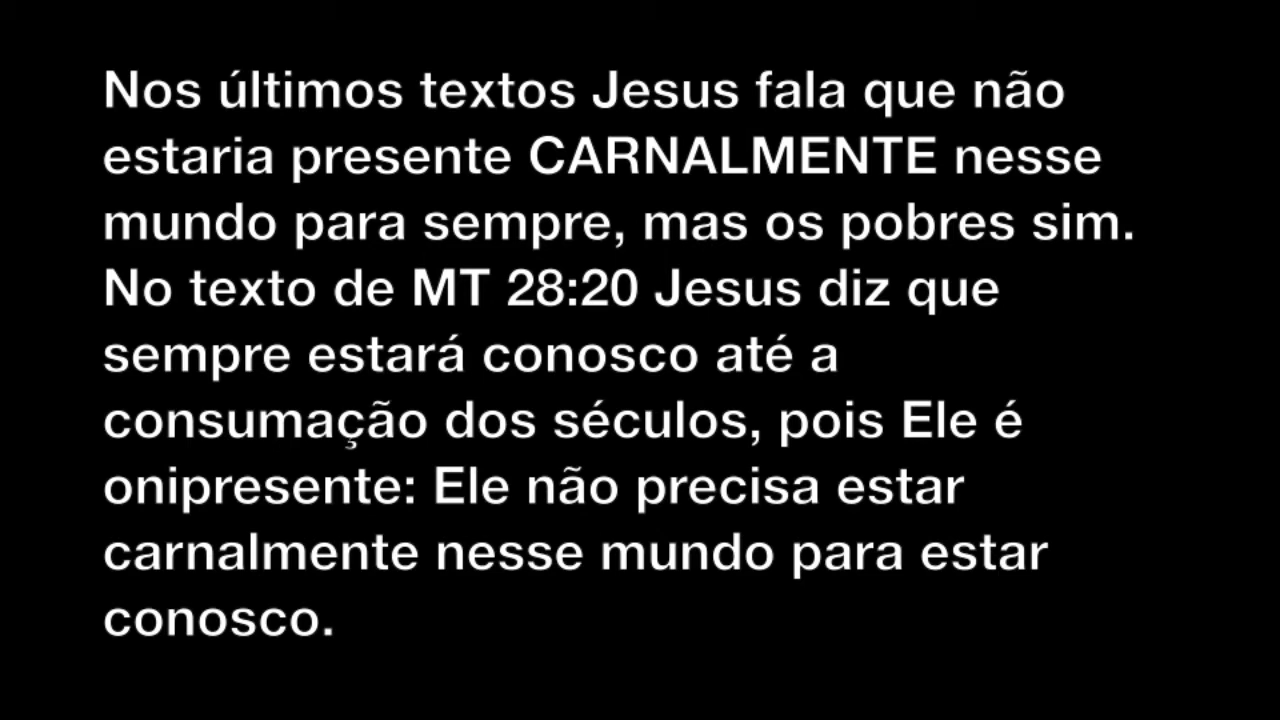 Nos últimos textos Jesus fala que não
estaria presente CARNALMENTE nesse
mundo para sempre, mas os pobres sim.
No texto de MT 28:20 Jesus diz que
sempre estará conosco até a
consumação dos séculos, pois Ele é
onipresente: Ele não precisa estar
carnalmente nesse mundo para estar
conosco.